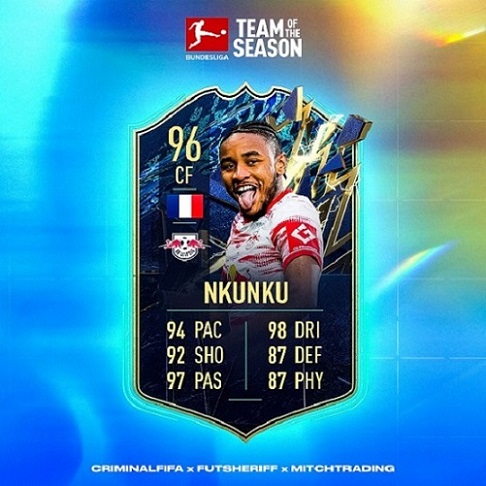 BUNDESLIGA
TEAM OF THE
SEASON
96
CF
NKUNKU
94 PAC 98 DRI
92 SHO 87 DEF
97 PAS 87 PHY
CRIMINALFIFA x FUTSHERIFF x MITCHTRADING